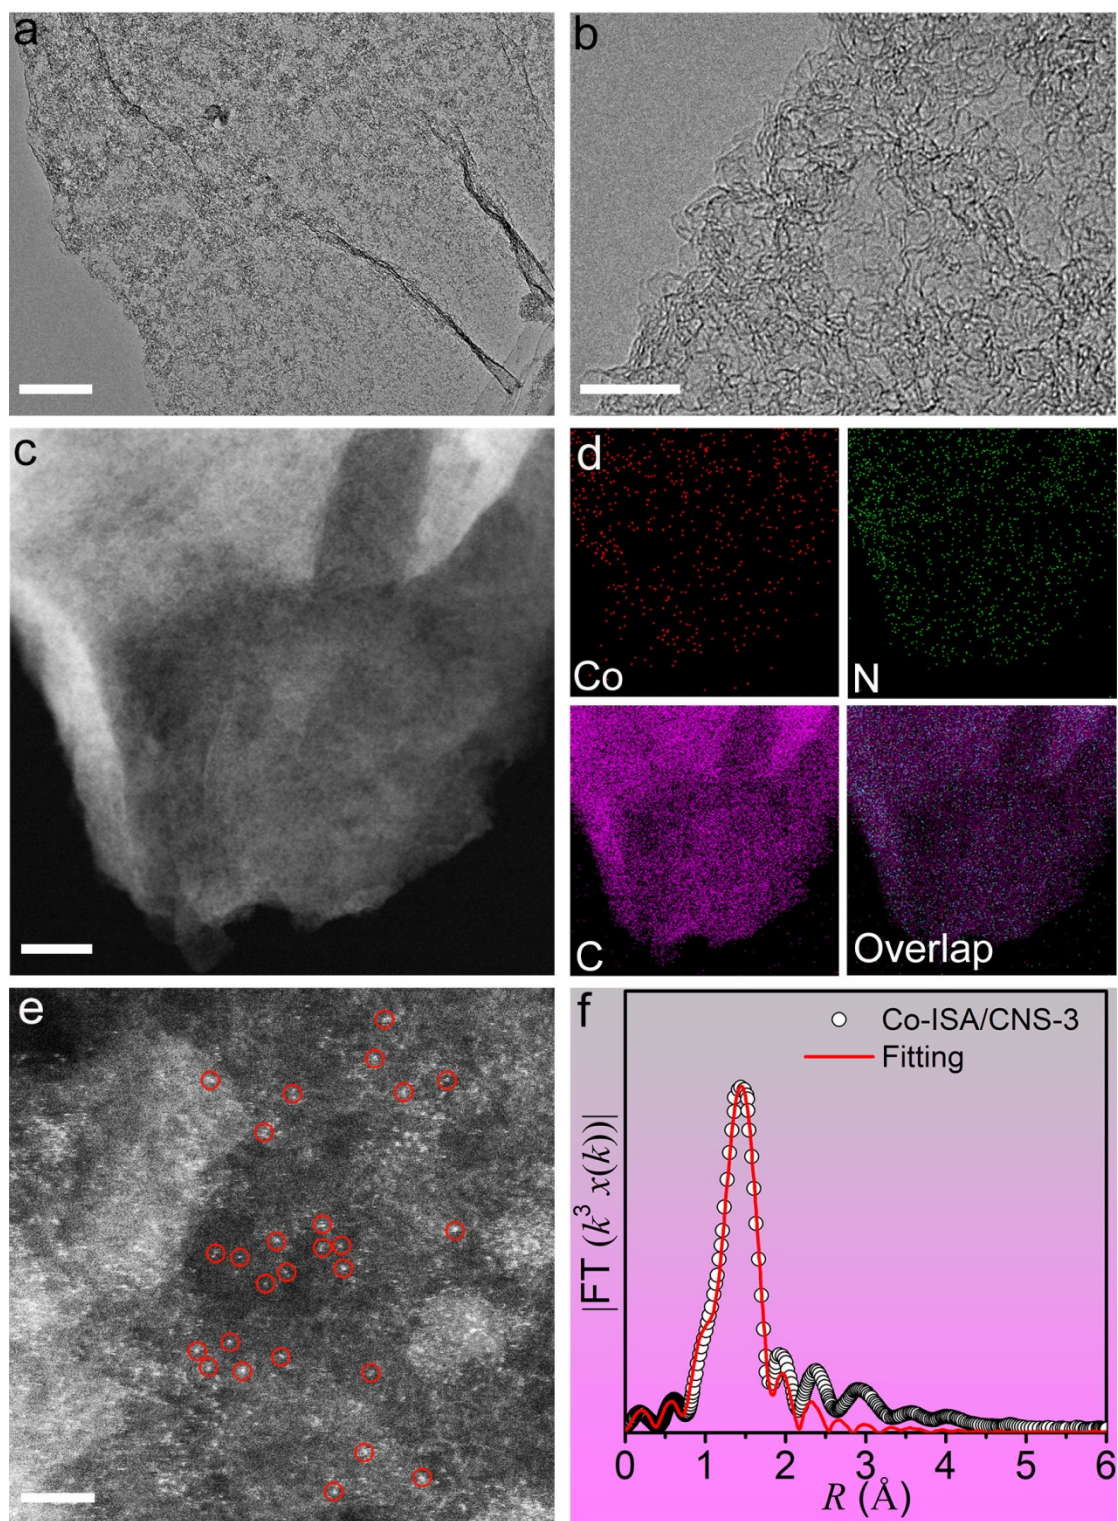 a
b
c
d
Co
N
C
Overlap
e
f
Co-ISA/CNS-3
Fitting
|FT (k³ x(k))|
0 1 2 3 4 5 6
R (Å)